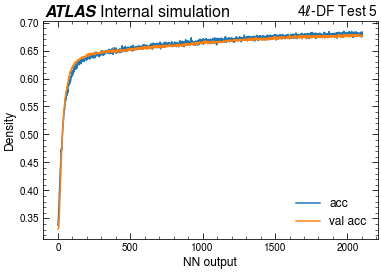 ATLAS Internal simulation
4ℓ-DF Test 5
0.70
0.65
0.60
0.55
0.50
0.45
0.40
0.35
Density
acc
val acc
0
500
1000
1500
2000
NN output